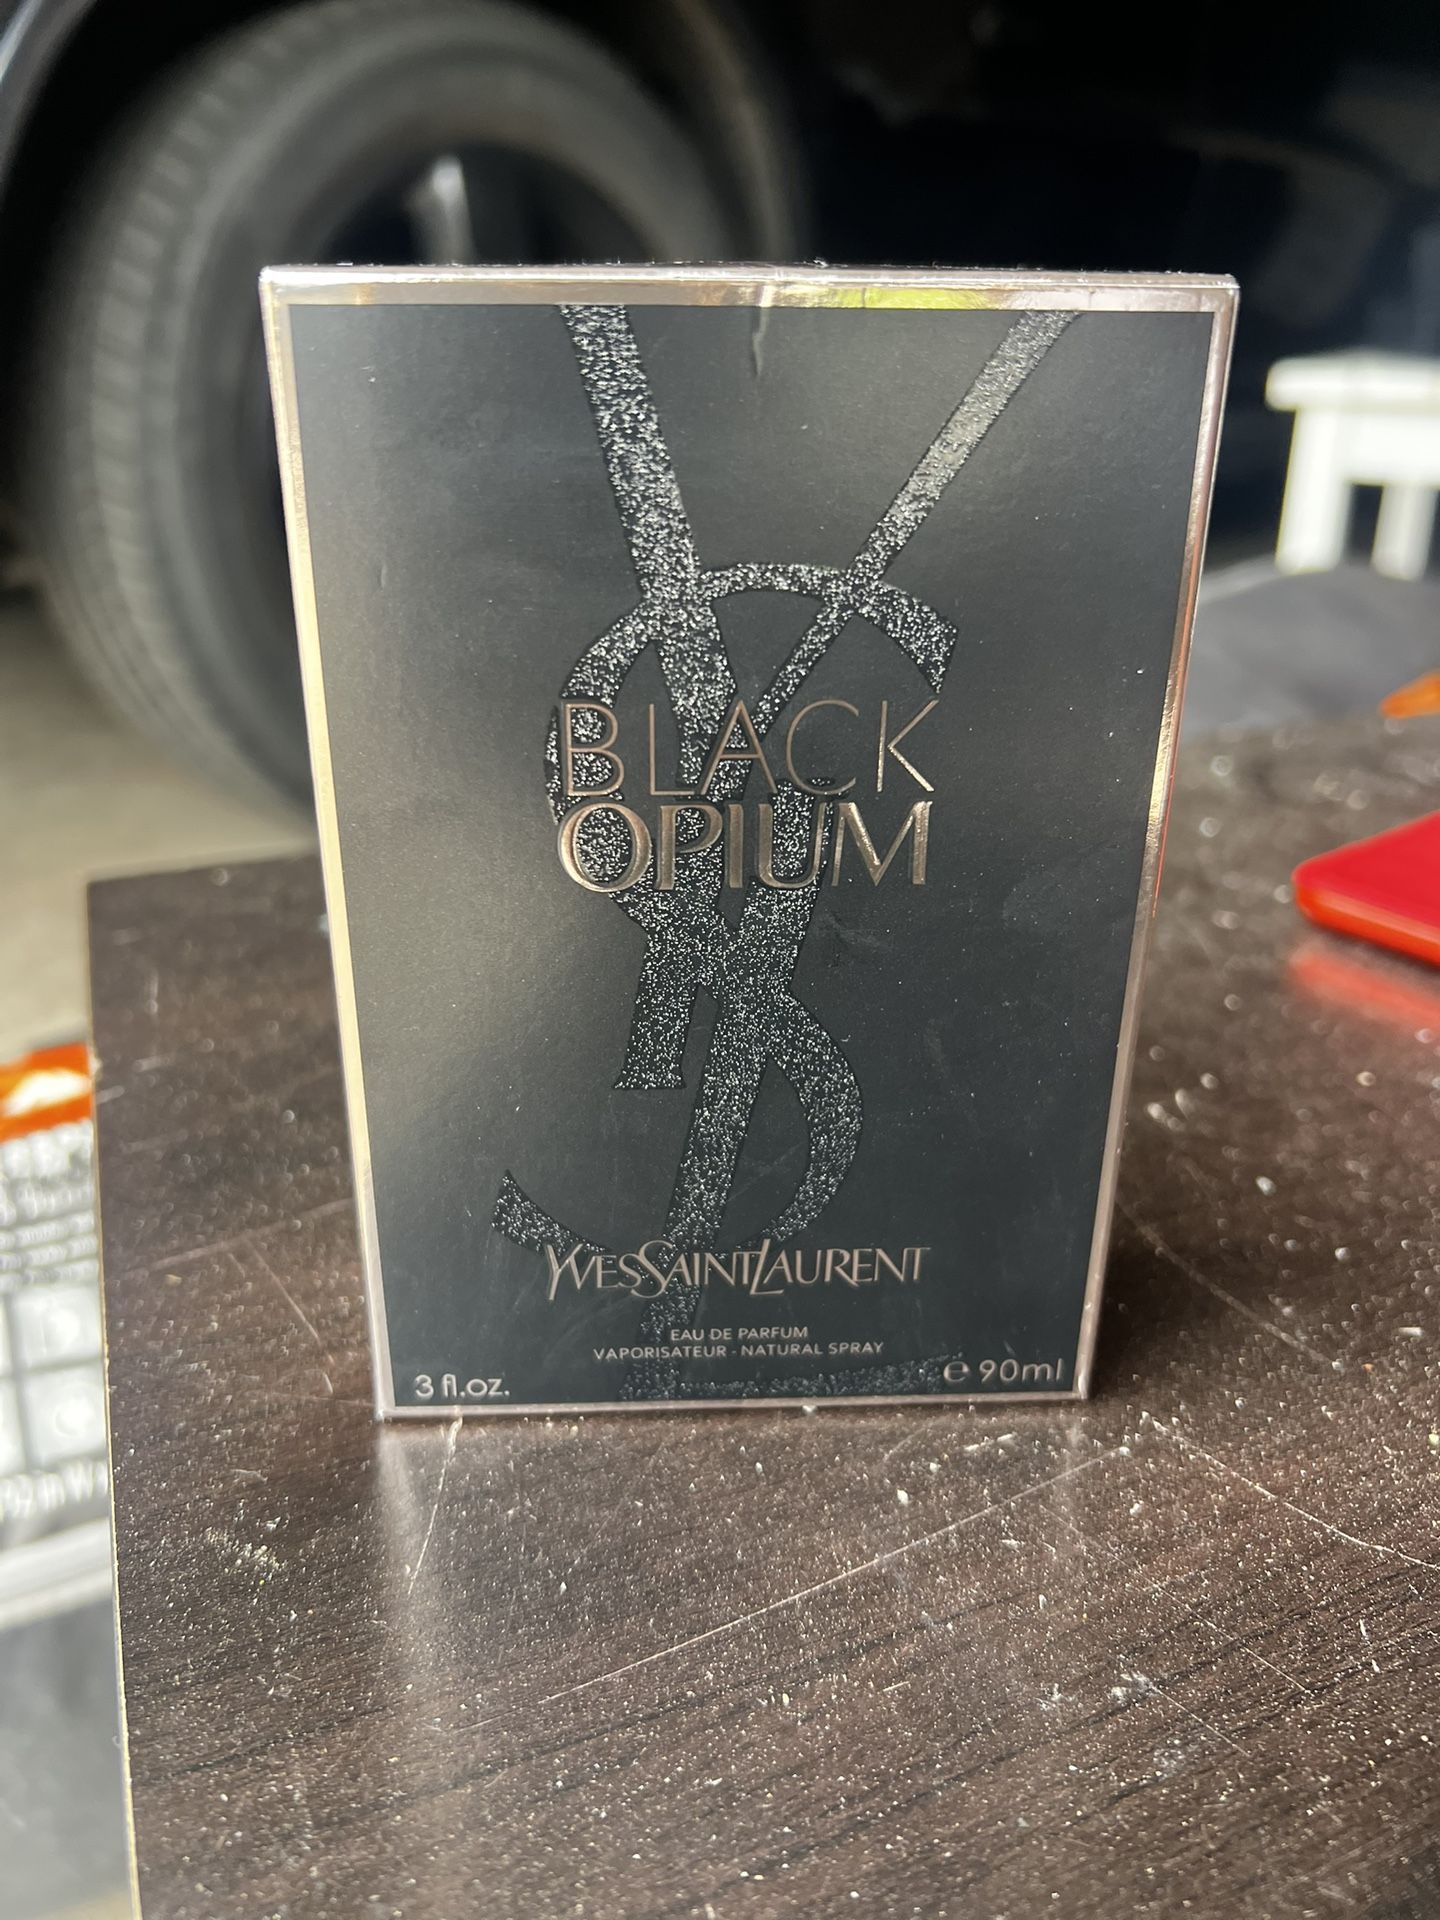 BLACK
OPIUM
YVESSAINTLAURENT
EAU DE PARFUM
VAPORISATEUR - NATURAL SPRAY
3 fl.oz.
℮ 90ml